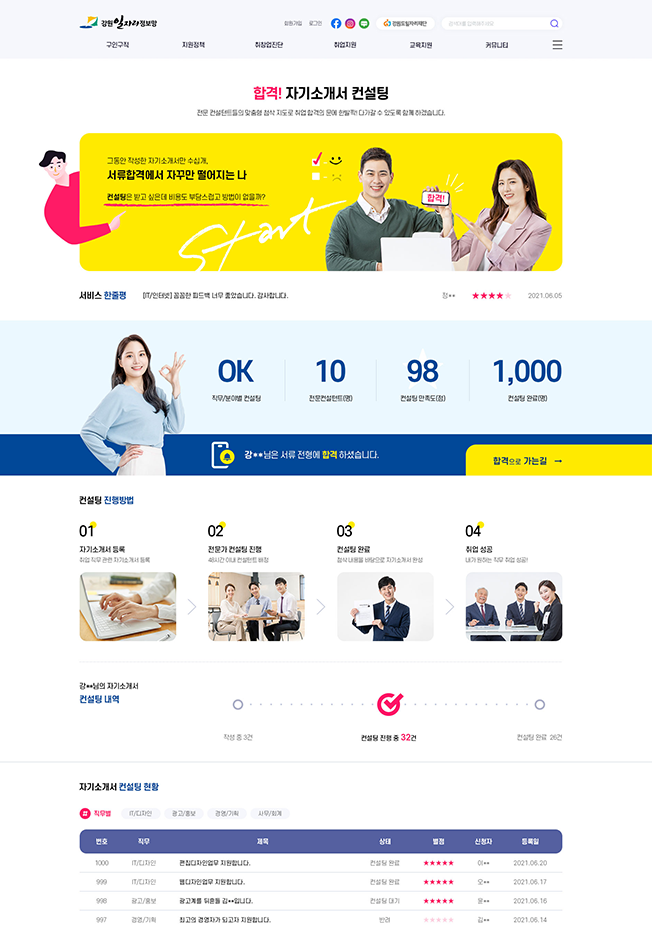 강원 일자리정보망
회원가입 로그인 강원도일자리재단 검색어를 입력해주세요
구인구직 지원정책 취창업진단 취업지원 교육지원 커뮤니티
합격! 자기소개서 컨설팅
전문 컨설턴트들의 맞춤형 첨삭 지도로 취업 합격의 문에 한발짝! 다가갈 수 있도록 함께 하겠습니다.
그동안 작성한 자기소개서만 수십개,
서류합격에서 자꾸만 떨어지는 나
컨설팅은 받고 싶은데 비용도 부담스럽고 방법이 없을까?
Start
합격!
서비스 한줄평 [IT/인터넷] 꼼꼼한 피드백 너무 좋았습니다. 감사합니다. 정** ★★★★★ 2021.06.05
OK 10 98 1,000
직무/분야별 컨설팅 전문컨설턴트(명) 컨설팅 만족도(점) 컨설팅 완료(명)
강**님은 서류 전형에 합격 하셨습니다.
합격으로 가는길 →
컨설팅 진행방법
01 02 03 04
자기소개서 등록 전문가 컨설팅 진행 컨설팅 완료 취업 성공
취업 직무 관련 자기소개서 등록 48시간 이내 컨설턴트 배정 첨삭 내용을 바탕으로 자기소개서 완성 내가 원하는 직무 취업 성공!
강**님의 자기소개서
컨설팅 내역
작성 중 3건 컨설팅 진행 중 32건 컨설팅 완료 26건
자기소개서 컨설팅 현황
# 직무별 IT/디자인 광고/홍보 경영/기획 사무/회계
번호 직무 제목 상태 별점 신청자 등록일
1000 IT/디자인 편집디자인업무 지원합니다. 컨설팅 완료 ★★★★★ 이** 2021.06.20
999 IT/디자인 웹디자인업무 지원합니다. 컨설팅 완료 ★★★★★ 오** 2021.06.17
998 광고/홍보 광고계를 뒤흔들 김**입니다. 컨설팅 대기 ★★★★★ 윤** 2021.06.16
997 경영/기획 최고의 경영자가 되고자 지원합니다. 반려 ★★★★★ 김** 2021.06.14